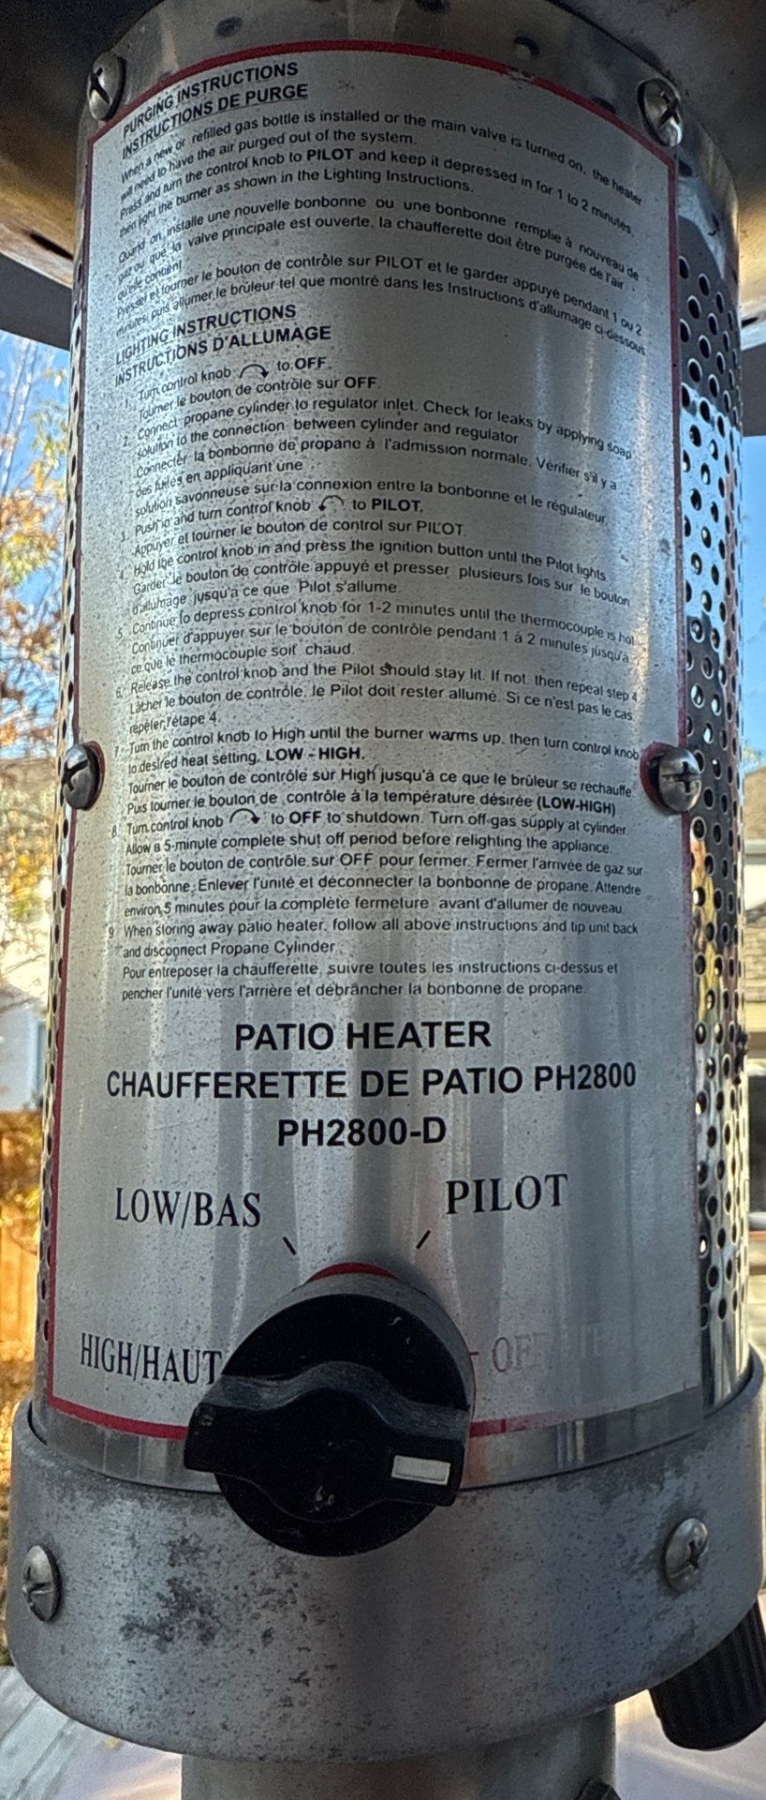 PURGING INSTRUCTIONS
INSTRUCTIONS DE PURGE
When a new or refilled gas bottle is installed or the main valve is turned on, the heater
will need to have the air purged out of the system.
Press and turn the control knob to PILOT and keep it depressed in for 1 to 2 minutes,
then light the burner as shown in the Lighting Instructions.
Quand on installe une nouvelle bonbonne ou une bonbonne remplie à nouveau de
gaz ou que la valve principale est ouverte, la chaufferette doit être purgée de l'air
qu'elle contient
Pressez et tourner le bouton de contrôle sur PILOT et le garder appuyé pendant 1 ou 2
minutes, puis allumer le brûleur tel que montré dans les Instructions d'allumage ci-dessous
LIGHTING INSTRUCTIONS
INSTRUCTIONS D'ALLUMAGE
1. Turn control knob to OFF.
Tourner le bouton de contrôle sur OFF.
2. Connect propane cylinder to regulator inlet. Check for leaks by applying soap
solution to the connection between cylinder and regulator
Connecter la bonbonne de propane à l'admission normale. Vérifier s'il y a
des fuites en appliquant une
solution savonneuse sur la connexion entre la bonbonne et le régulateur.
3. Push in and turn control knob to PILOT.
Appuyer et tourner le bouton de control sur PILOT.
4. Hold the control knob in and press the ignition button until the Pilot lights
Garder le bouton de contrôle appuyé et presser plusieurs fois sur le bouton
d'allumage jusqu'à ce que Pilot s'allume.
5. Continue to depress control knob for 1-2 minutes until the thermocouple is hot
Continuer d'appuyer sur le bouton de contrôle pendant 1 à 2 minutes jusqu'à
ce que le thermocouple soit chaud.
6. Release the control knob and the Pilot should stay lit. If not, then repeal step 4
Lâcher le bouton de contrôle, le Pilot doit rester allumé. Si ce n'est pas le cas,
repéler l'étape 4.
7. Turn the control knob to High until the burner warms up, then turn control knob
to desired heat setting, LOW - HIGH.
Tourner le bouton de contrôle sur High jusqu'à ce que le brûleur se rechauffe
Puis tourner le bouton de contrôle à la température désirée (LOW-HIGH)
8. Turn control knob to OFF to shutdown. Turn off gas supply at cylinder
Allow a 5-minute complete shut off period before relighting the appliance.
Tourner le bouton de contrôle sur OFF pour fermer. Fermer l'arrivée de gaz sur
la bonbonne. Enlever l'unité et déconnecter la bonbonne de propane. Attendre
environ 5 minutes pour la complète fermeture avant d'allumer de nouveau.
9. When storing away patio heater, follow all above instructions and tip unit back
and disconnect Propane Cylinder.
Pour entreposer la chaufferette, suivre toutes les instructions ci-dessus et
pencher l'unité vers l'arrière et débrancher la bonbonne de propane.
PATIO HEATER
CHAUFFERETTE DE PATIO PH2800
PH2800-D
LOW/BAS
PILOT
HIGH/HAUT